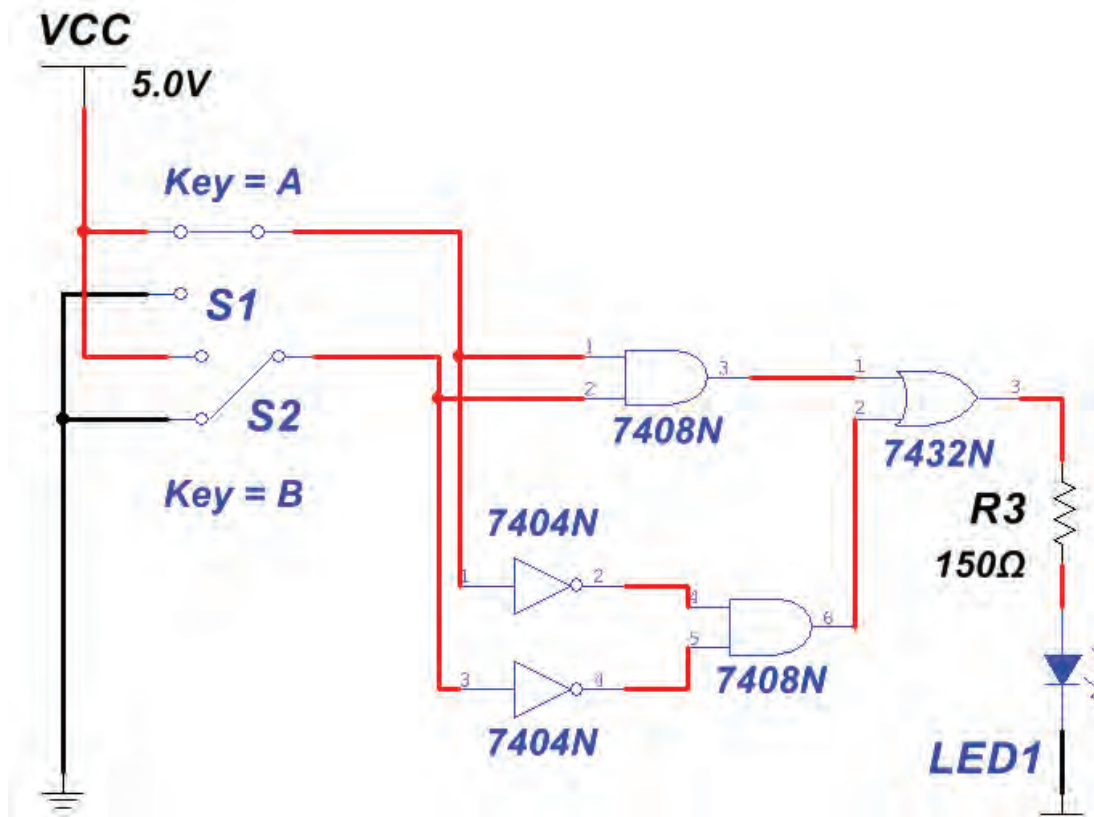 VCC
5.0V
Key = A
S1
S2
Key = B
1
2
3
7408N
1
2
3
7432N
R3
150Ω
7404N
1
2
4
5
6
7408N
3
4
7404N
LED1